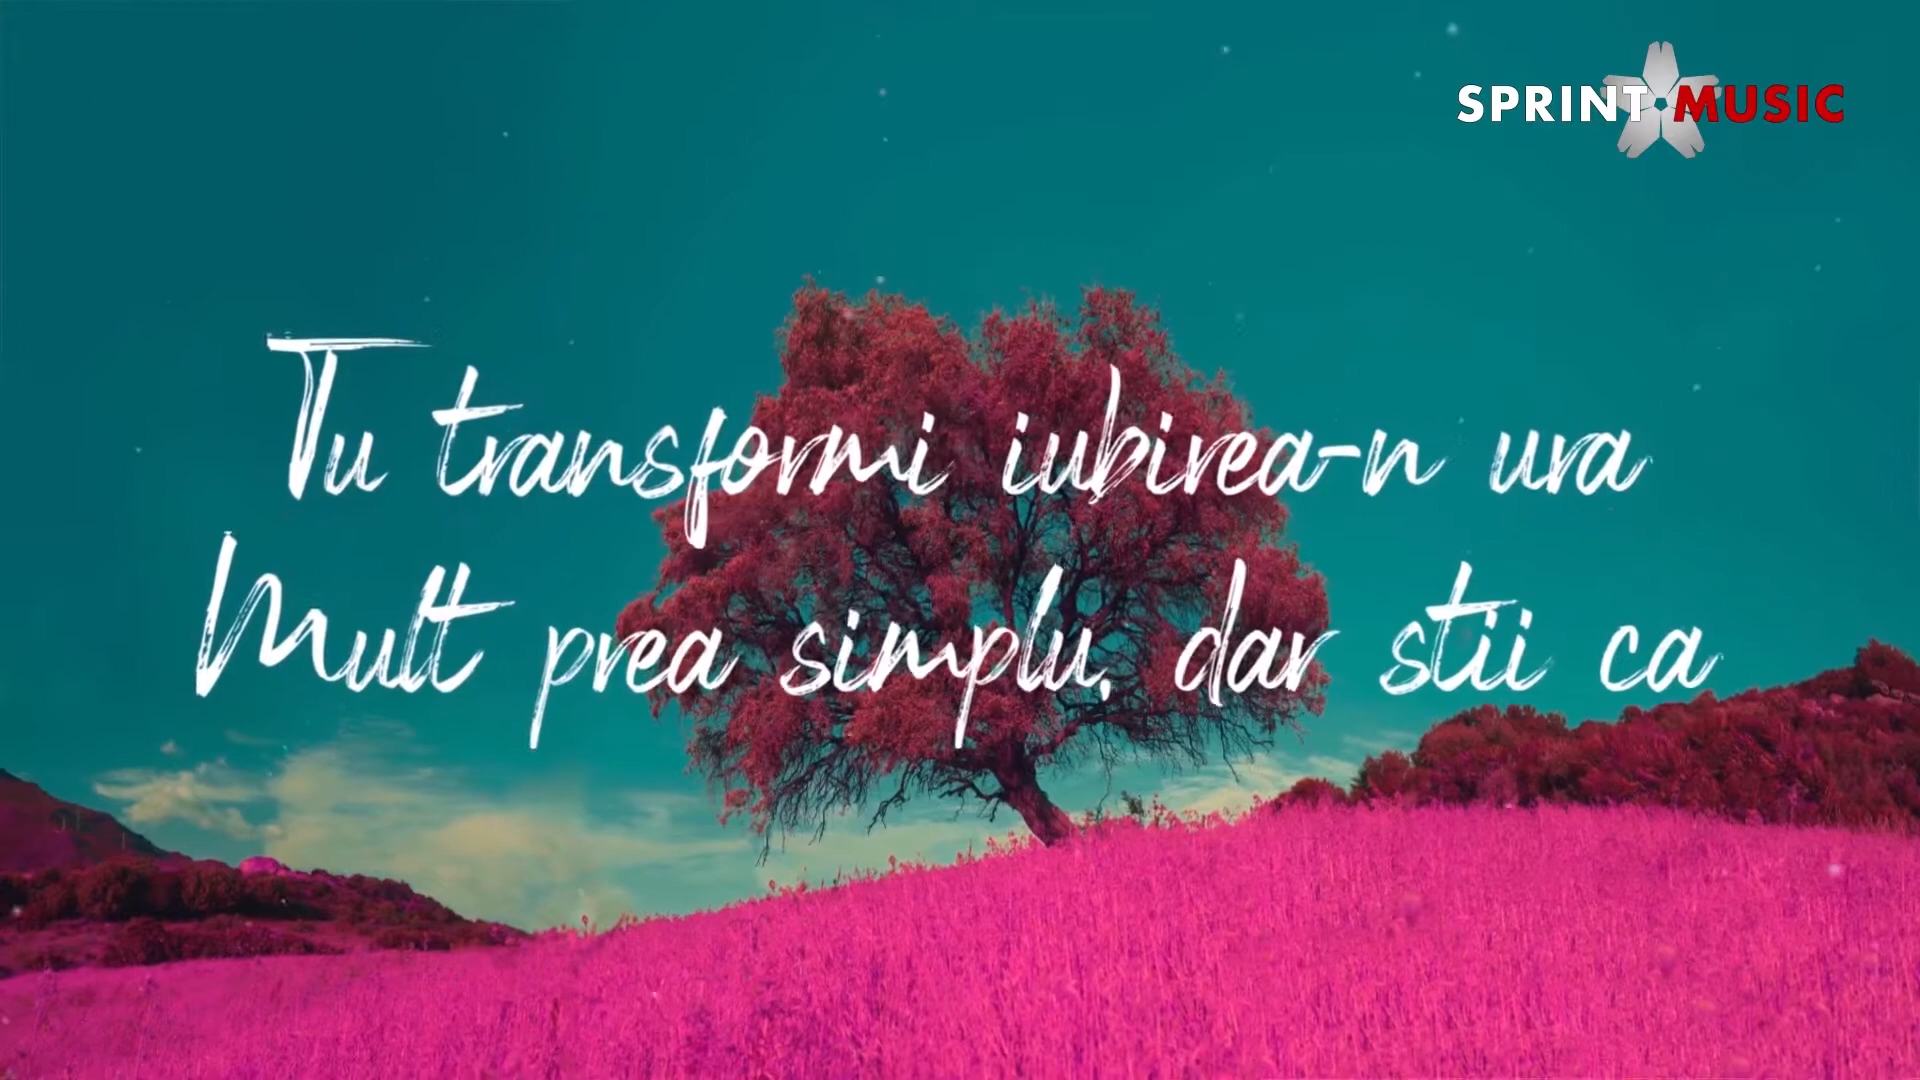 SPRINT MUSIC
Tu transformi iubirea-n ura
Mult prea simplu, dar stii ca